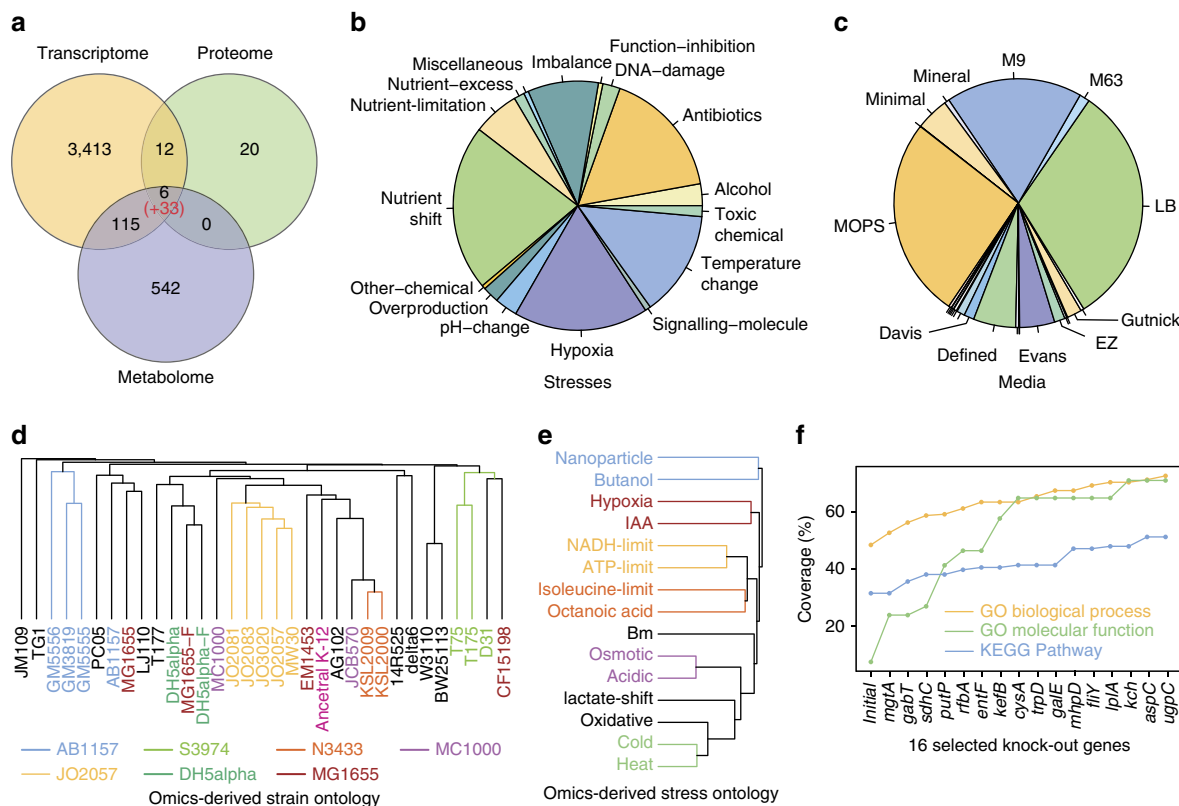 a
Transcriptome
Proteome
3,413
12
20
6
(+33)
115
0
542
Metabolome
b
Miscellaneous
Nutrient−excess
Nutrient−limitation
Imbalance
Function−inhibition
DNA−damage
Antibiotics
Alcohol
Toxic
chemical
Temperature
change
Signalling−molecule
Hypoxia
pH−change
Overproduction
Other−chemical
Nutrient
shift
Stresses
c
Mineral
Minimal
M9
M63
LB
MOPS
Gutnick
EZ
Evans
Defined
Davis
Media
d
JM109
TG1
GM5556
GM3819
GM5555
PC05
AB1157
MG1655
LJ110
T177
DH5alpha
MG1655−F
DH5alpha−F
MC1000
JO2081
JO2083
JO3020
JO2057
MW30
EM1453
Ancetral K-12
AG102
JCB570
KSL2009
KSL2000
14R525
delta6
W3110
BW25113
T75
T175
D31
CF15198
AB1157
S3974
N3433
MC1000
JO2057
DH5alpha
MG1655
Omics-derived strain ontology
e
Nanoparticle
Butanol
Hypoxia
IAA
NADH-limit
ATP-limit
Isoleucine-limit
Octanoic acid
Bm
Osmotic
Acidic
lactate-shift
Oxidative
Cold
Heat
Omics-derived stress ontology
f
Coverage (%)
60
40
20
GO biological process
GO molecular function
KEGG Pathway
Initial
mgtA
gabT
sdhC
putP
rfbA
entF
kefB
cysA
trpD
galE
mhpD
fliY
lplA
kch
aspC
ugpC
16 selected knock-out genes